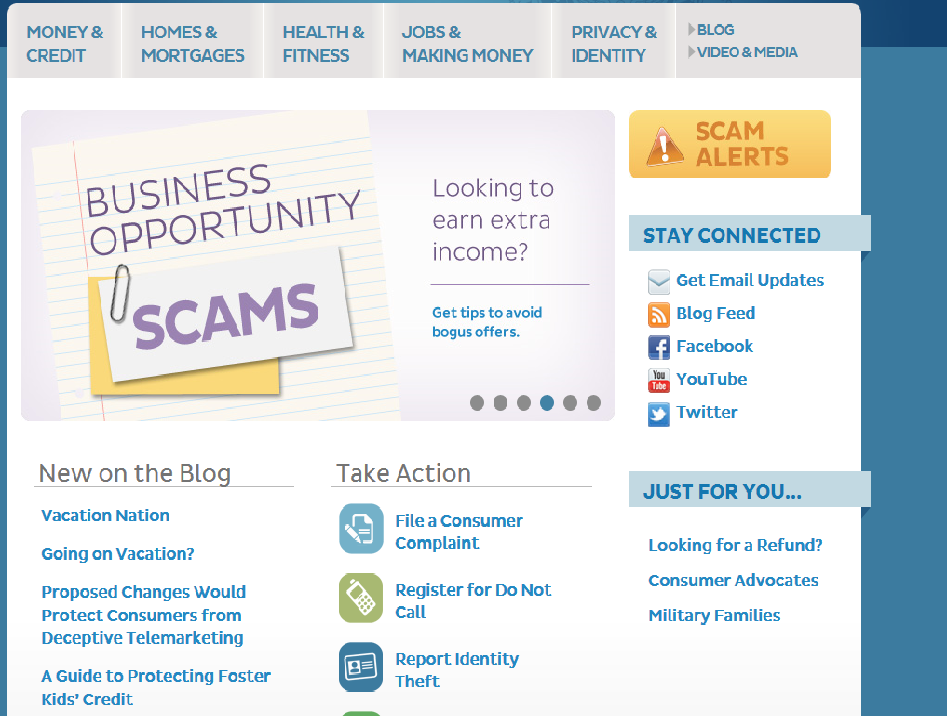 MONEY &
CREDIT
HOMES &
MORTGAGES
HEALTH &
FITNESS
JOBS &
MAKING MONEY
PRIVACY &
IDENTITY
BLOG
VIDEO & MEDIA
BUSINESS
OPPORTUNITY
SCAMS
Looking to
earn extra
income?
Get tips to avoid
bogus offers.
SCAM
ALERTS
STAY CONNECTED
Get Email Updates
Blog Feed
Facebook
You
Tube
YouTube
Twitter
New on the Blog
Vacation Nation
Going on Vacation?
Proposed Changes Would
Protect Consumers from
Deceptive Telemarketing
A Guide to Protecting Foster
Kids' Credit
Take Action
File a Consumer
Complaint
Register for Do Not
Call
Report Identity
Theft
JUST FOR YOU...
Looking for a Refund?
Consumer Advocates
Military Families